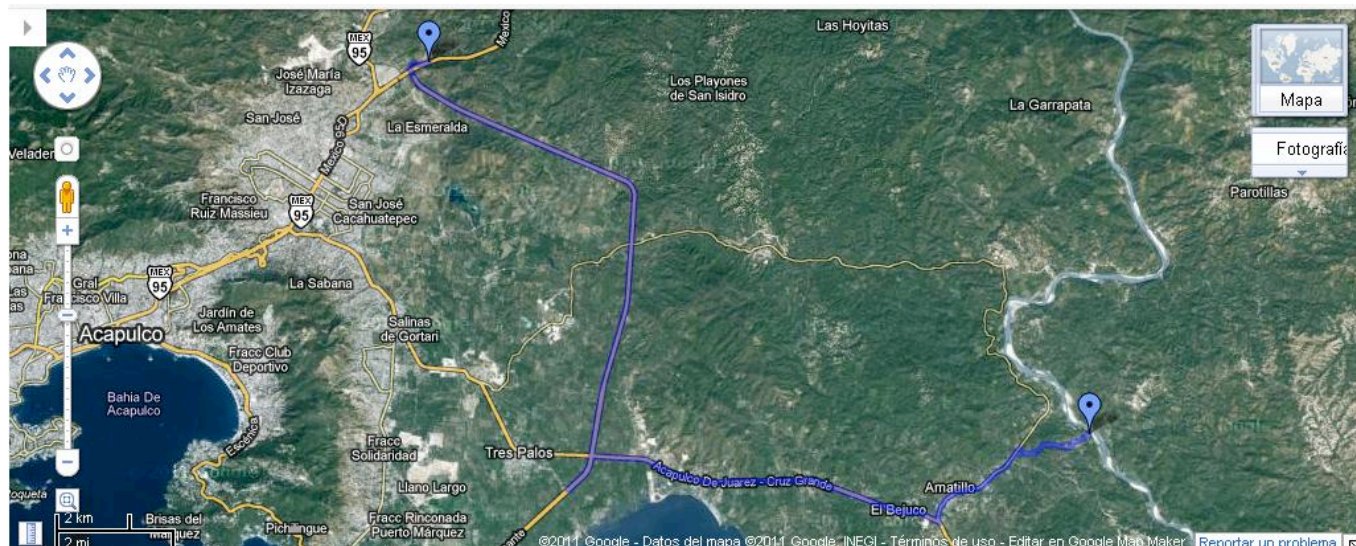 Las Hoyitas
MEX
95
Mexico
José María
Izazaga
Los Playones
de San Isidro
La Garrapata
Mapa
San José
La Esmeralda
Mexico 95D
Fotografía
Parotillas
Francisco
Ruiz Massieu
MEX
95
San José
Cacahuatepec
MEX
95
Gral
Francisco Villa
La Sabana
Jardín de
Los Amates
Salinas
de Gortari
Acapulco
Fracc Club
Deportivo
Bahia De
Acapulco
Escénica
Fracc
Solidaridad
Tres Palos
Acapulco De Juarez - Cruz Grande
Llano Largo
Amatillo
El Bejuco
Brisas del
Marqués
Pichilingue
Fracc Rinconada
Puerto Márquez
2 km
2 mi
©2011 Google - Datos del mapa ©2011 Google, INEGI - Términos de uso - Editar en Google Map Maker
Reportar un problema